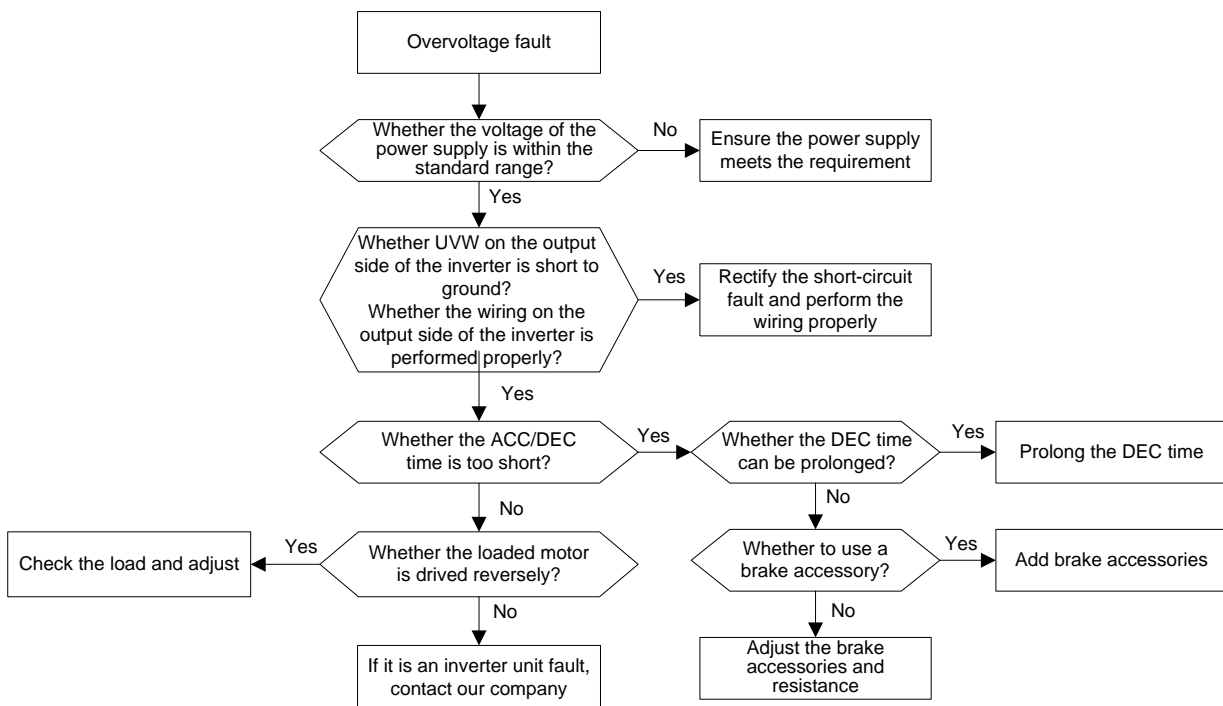 Overvoltage fault
Whether the voltage of the
power supply is within the
standard range?
No
Ensure the power supply
meets the requirement
Yes
Whether UVW on the output
side of the inverter is short to
ground?
Whether the wiring on the
output side of the inverter is
performed properly?
Yes
Rectify the short-circuit
fault and perform the
wiring properly
Yes
Whether the ACC/DEC
time is too short?
Yes
Whether the DEC time
can be prolonged?
Yes
Prolong the DEC time
No
No
Check the load and adjust
Yes
Whether the loaded motor
is drived reversely?
Whether to use a
brake accessory?
Yes
Add brake accessories
No
No
If it is an inverter unit fault,
contact our company
Adjust the brake
accessories and
resistance